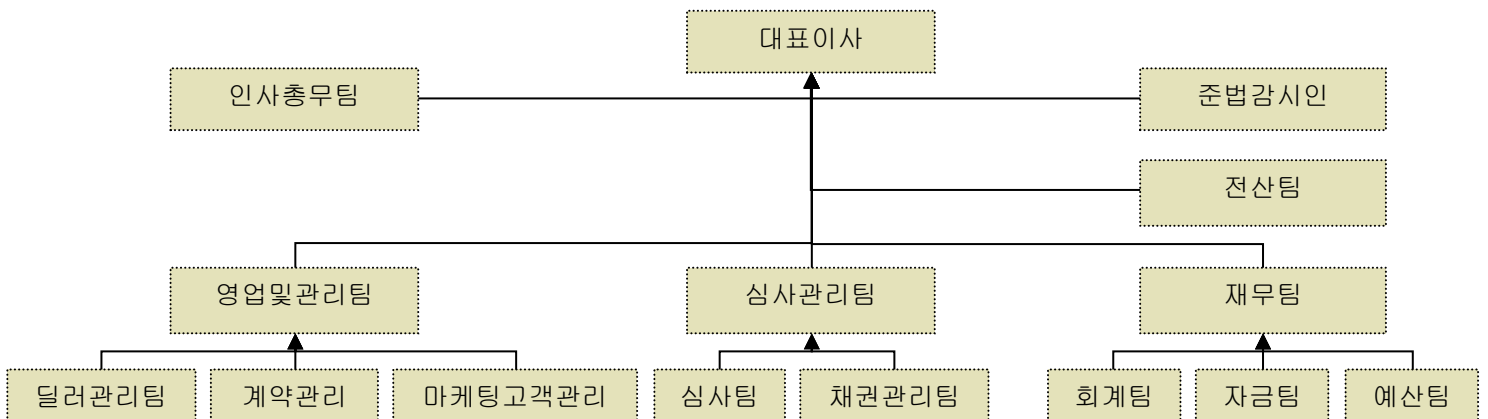 대표이사
인사총무팀
준법감시인
전산팀
영업및관리팀
심사관리팀
재무팀
딜러관리팀
계약관리
마케팅고객관리
심사팀
채권관리팀
회계팀
자금팀
예산팀